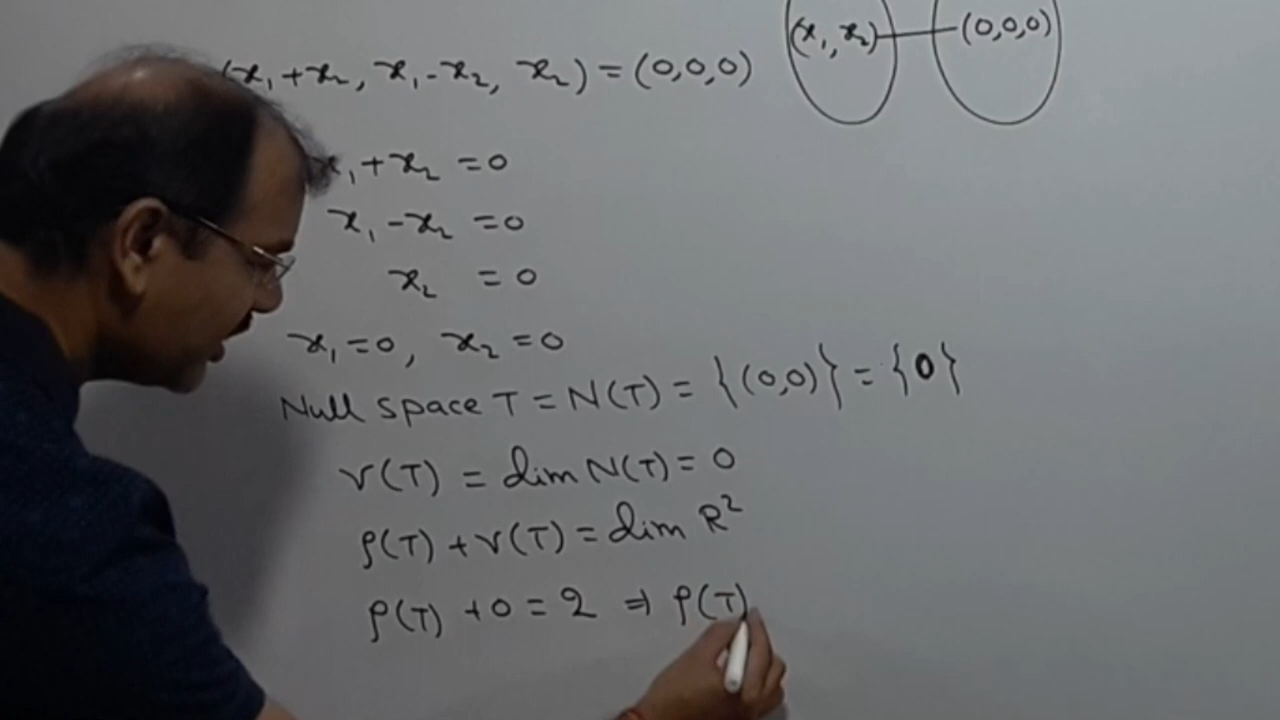 (x₁+x₂, x₁-x₂, x₂) = (0,0,0)
(x₁, x₂) (0,0,0)
x₁+x₂ = 0
x₁-x₂ = 0
x₂ = 0
x₁=0, x₂=0
Null space T = N(T) = {(0,0)} = {0}
ν(T) = dim N(T) = 0
ρ(T) + ν(T) = dim R²
ρ(T) + 0 = 2 ⇒ ρ(T)